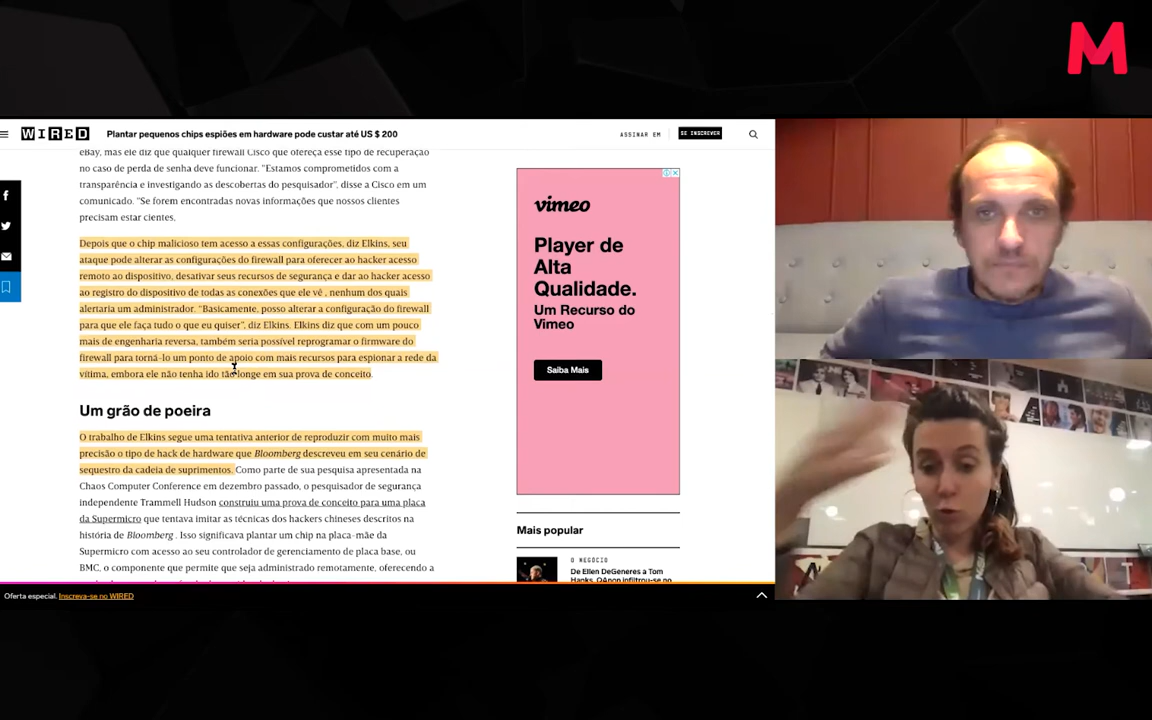 M
WIRED
Plantar pequenos chips espiões em hardware pode custar até US $ 200
ASSINAR EM
SE INSCREVER
eBay, mas ele diz que qualquer firewall Cisco que ofereça esse tipo de recuperação
no caso de perda de senha deve funcionar. "Estamos comprometidos com a
transparência e investigando as descobertas do pesquisador", disse a Cisco em um
comunicado. "Se forem encontradas novas informações que nossos clientes
precisam estar cientes,
Depois que o chip malicioso tem acesso a essas configurações, diz Elkins, seu
ataque pode alterar as configurações do firewall para oferecer ao hacker acesso
remoto ao dispositivo, desativar seus recursos de segurança e dar ao hacker acesso
ao registro do dispositivo de todas as conexões que ele vê , nenhum dos quais
alertaria um administrador. "Basicamente, posso alterar a configuração do firewall
para que ele faça tudo o que eu quiser", diz Elkins. Elkins diz que com um pouco
mais de engenharia reversa, também seria possível reprogramar o firmware do
firewall para torná-lo um ponto de apoio com mais recursos para espionar a rede da
vítima, embora ele não tenha ido tão longe em sua prova de conceito.
Um grão de poeira
O trabalho de Elkins segue uma tentativa anterior de reproduzir com muito mais
precisão o tipo de hack de hardware que Bloomberg descreveu em seu cenário de
sequestro da cadeia de suprimentos. Como parte de sua pesquisa apresentada na
Chaos Computer Conference em dezembro passado, o pesquisador de segurança
independente Trammell Hudson construiu uma prova de conceito para uma placa
da Supermicro que tentava imitar as técnicas dos hackers chineses descritos na
história de Bloomberg . Isso significava plantar um chip na placa-mãe da
Supermicro com acesso ao seu controlador de gerenciamento de placa base, ou
BMC, o componente que permite que seja administrado remotamente, oferecendo a
vimeo
Player de
Alta
Qualidade.
Um Recurso do
Vimeo
Saiba Mais
Mais popular
O NEGÓCIO
De Ellen DeGeneres a Tom
Hanks, QAnon infiltrou-se no
Oferta especial. Inscreva-se no WIRED